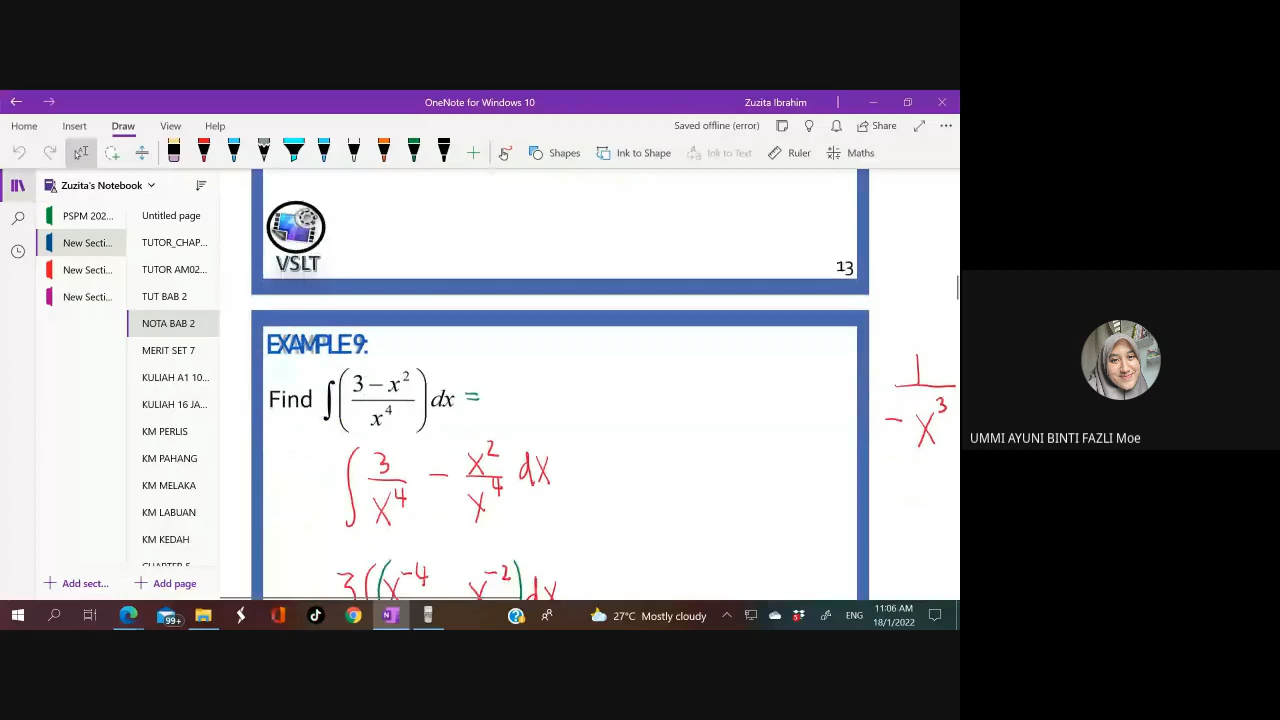 OneNote for Windows 10
Zuzita Ibrahim
Home Insert Draw View Help
Saved offline (error)
Share
Shapes
Ink to Shape
Ink to Text
Ruler
Maths
Zuzita's Notebook
PSPM 202...
New Secti...
New Secti...
New Secti...
Add sect...
Untitled page
TUTOR_CHAP...
TUTOR AM02...
TUT BAB 2
NOTA BAB 2
MERIT SET 7
KULIAH A1 10...
KULIAH 16 JA...
KM PERLIS
KM PAHANG
KM MELAKA
KM LABUAN
KM KEDAH
Add page
VSLT
13
EXAMPLE 9:
Find ∫((3 − x²)/x⁴) dx =
∫ 3/x⁴ − x²/x⁴ dx
x⁻⁴ x⁻² dx
1/−x³
UMMI AYUNI BINTI FAZLI Moe
99+
27°C Mostly cloudy
ENG
11:06 AM
18/1/2022